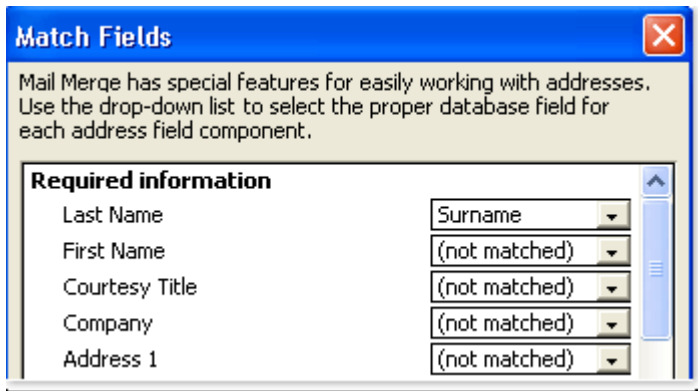 Match Fields
Mail Merge has special features for easily working with addresses.
Use the drop-down list to select the proper database field for
each address field component.
Required information
Last Name Surname
First Name (not matched)
Courtesy Title (not matched)
Company (not matched)
Address 1 (not matched)